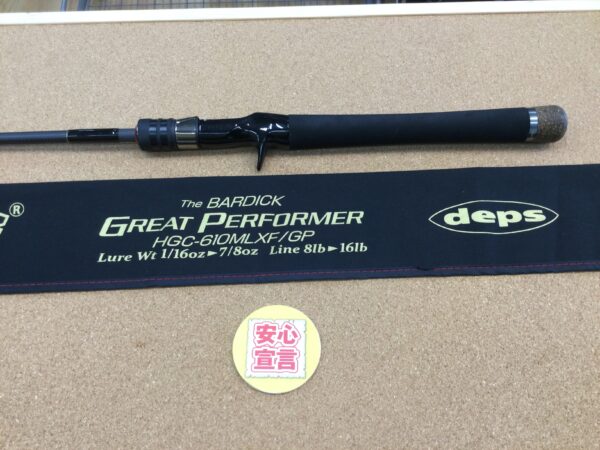 The BARDICK
GREAT PERFORMER
HGC-610MLXF/GP
Lure Wt 1/16oz►7/8oz Line 8lb►16lb
®
deps
安心
宣言